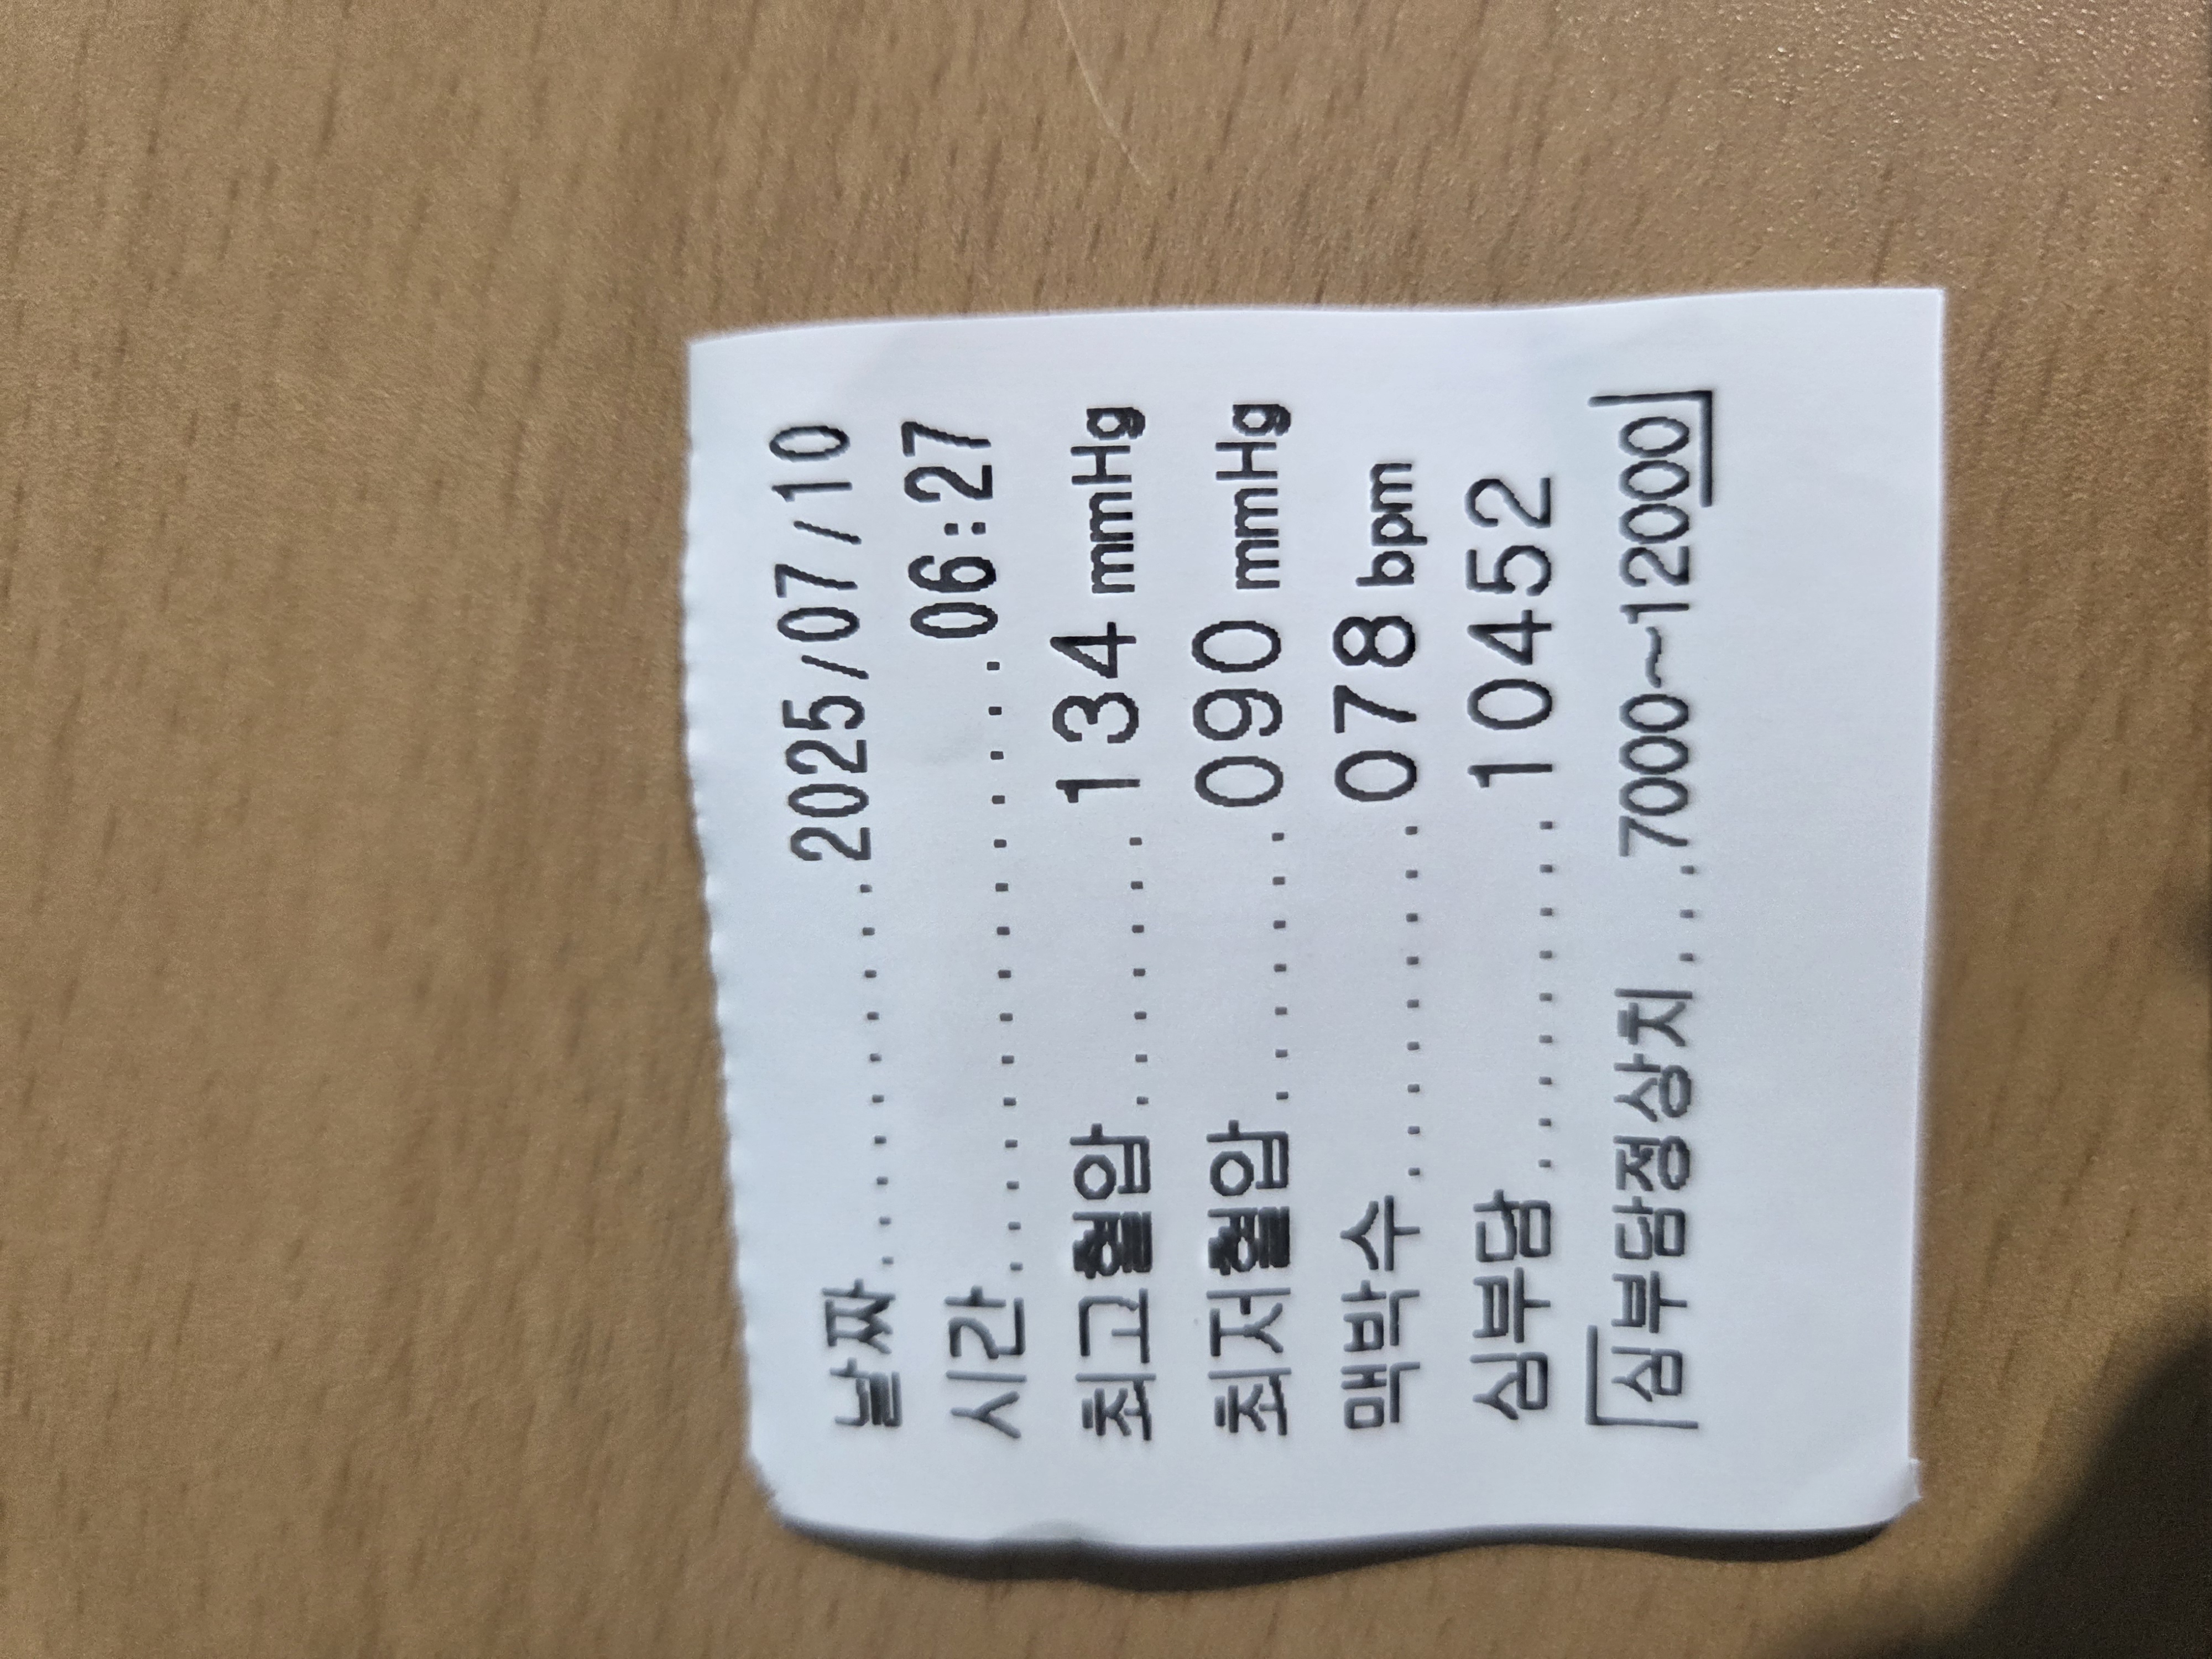 날짜..........2025/07/10
시간...............06:27
최고혈압.......134 mmHg
최저혈압.......090 mmHg
맥박수.........078 bpm
심부담.........10452
「심부담정상치...7000~12000」